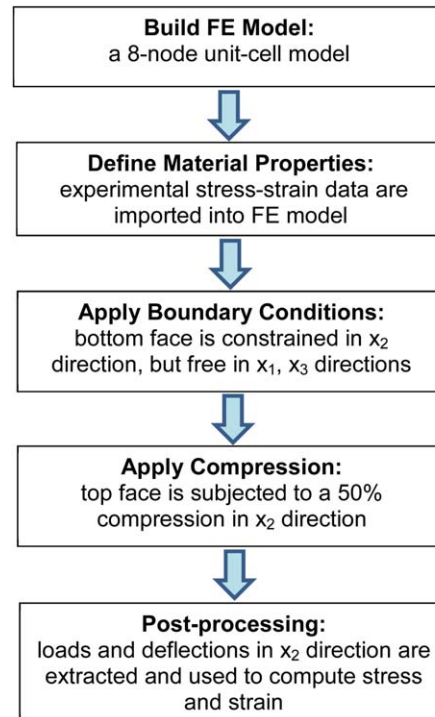 Build FE Model:
a 8-node unit-cell model
Define Material Properties:
experimental stress-strain data are
imported into FE model
Apply Boundary Conditions:
bottom face is constrained in x₂
direction, but free in x₁, x₃ directions
Apply Compression:
top face is subjected to a 50%
compression in x₂ direction
Post-processing:
loads and deflections in x₂ direction are
extracted and used to compute stress
and strain